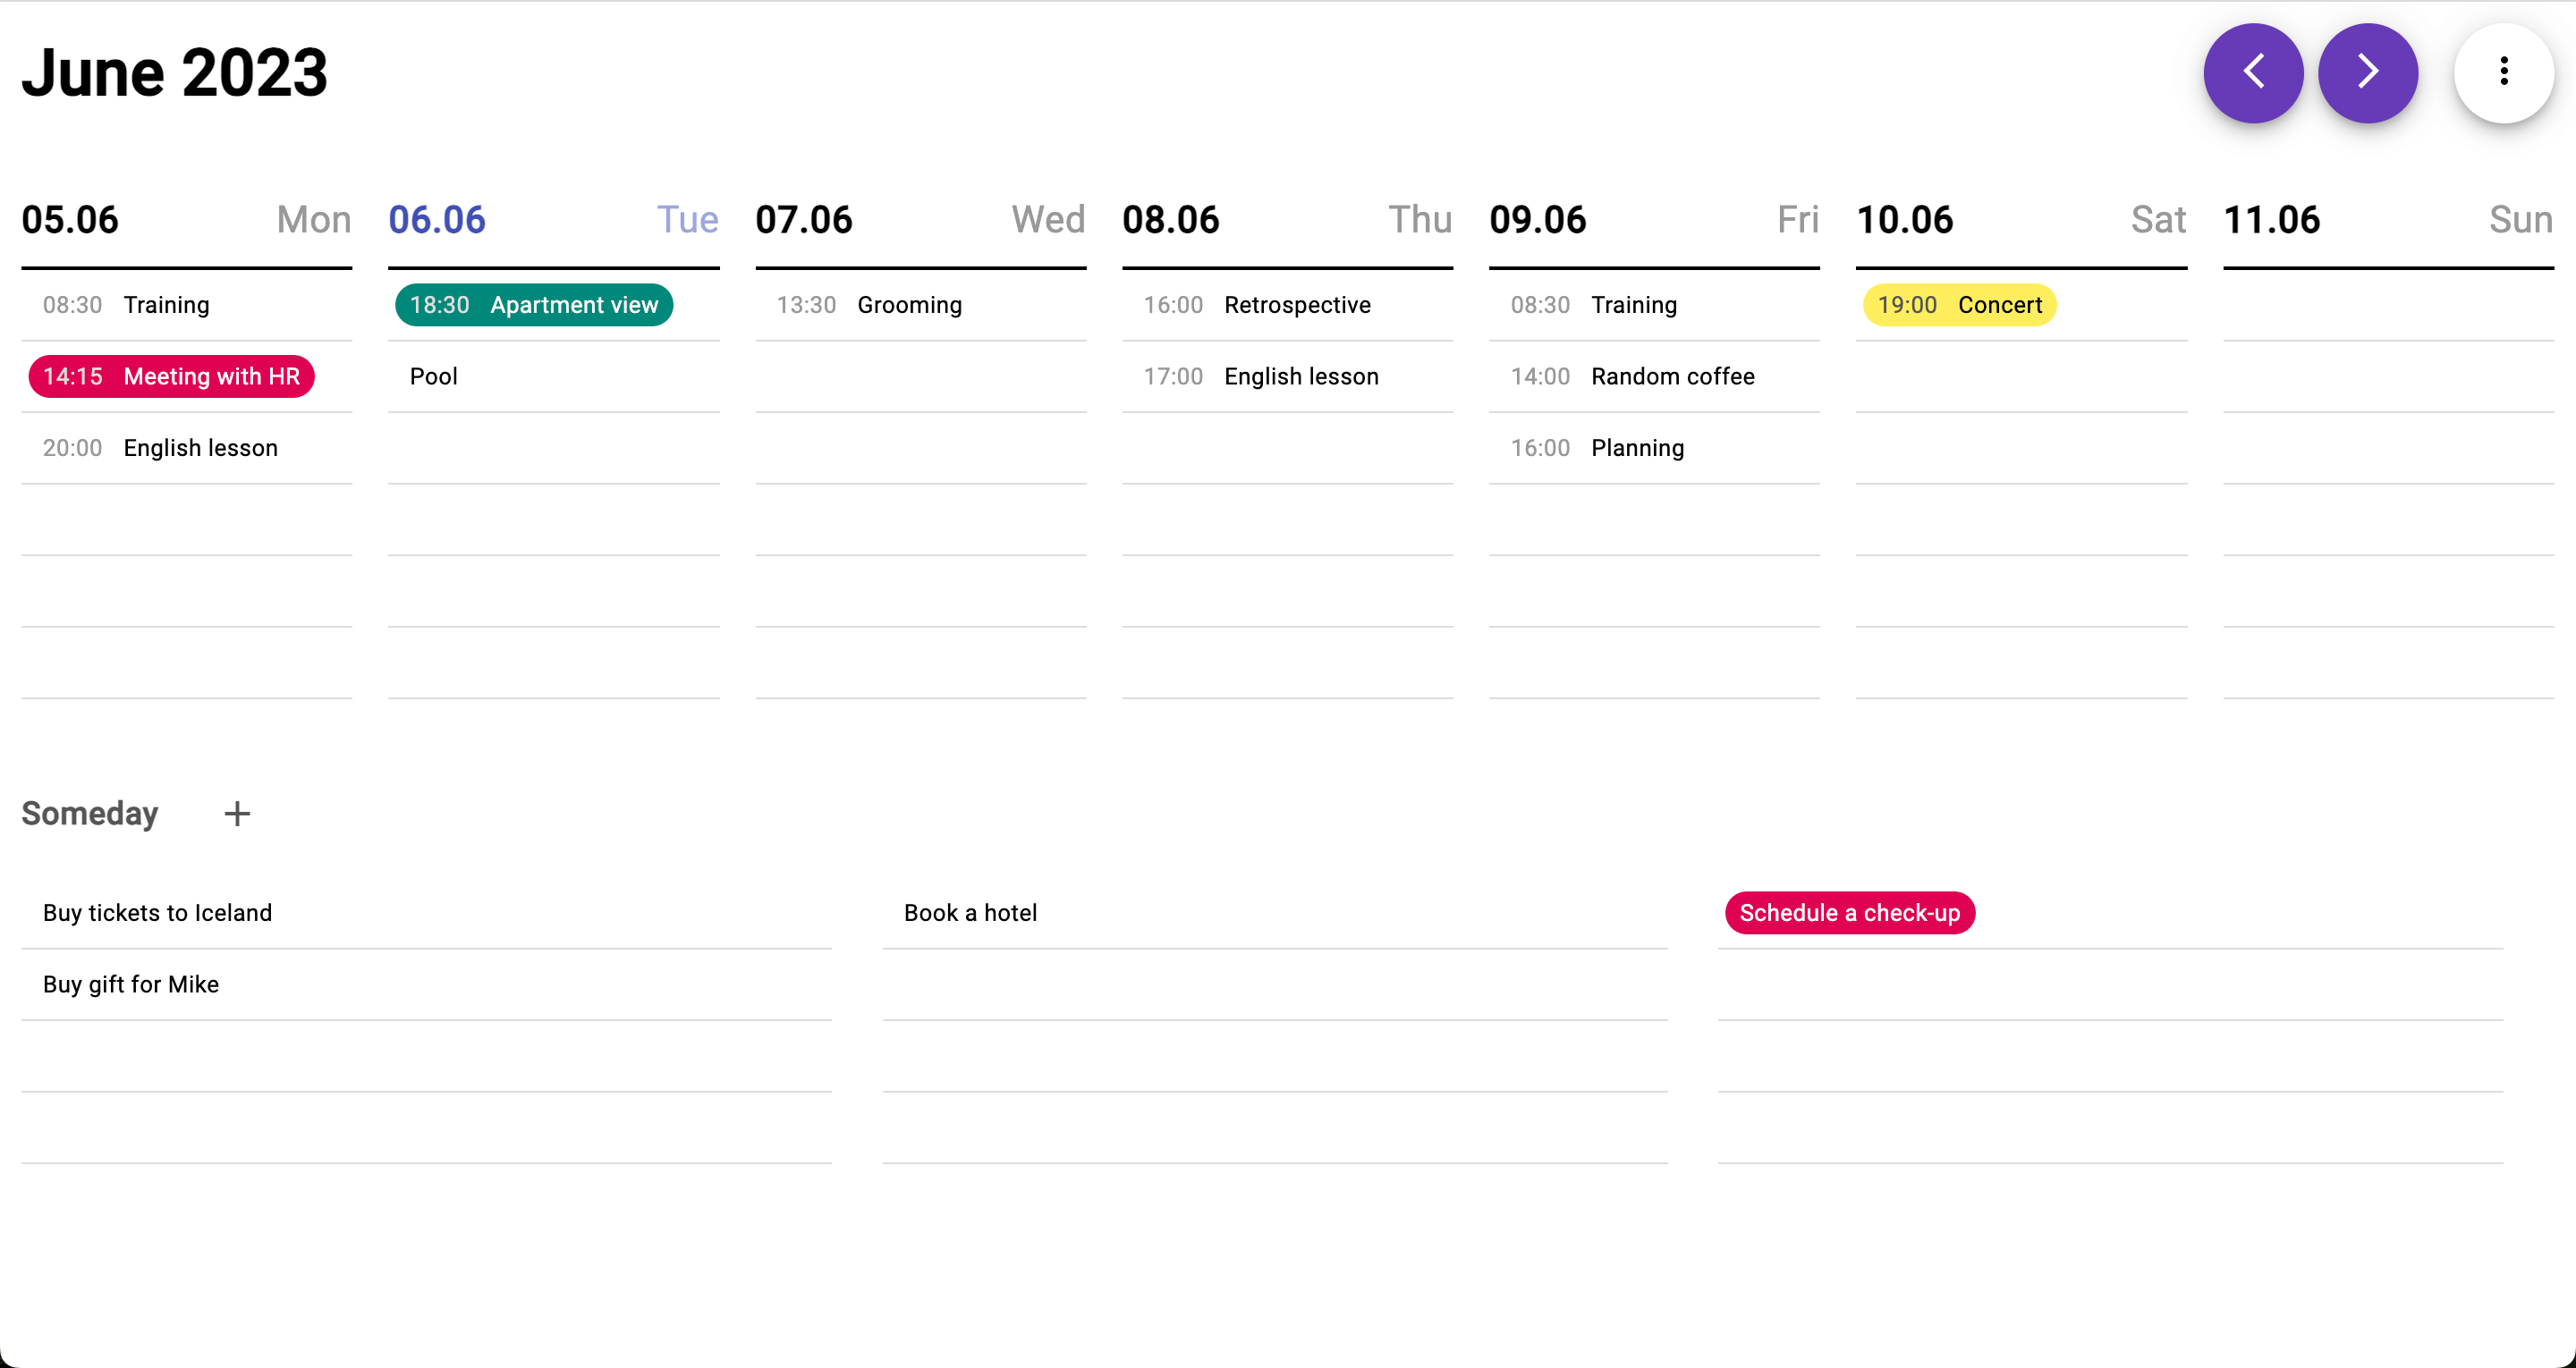 June 2023
05.06 Mon
08:30 Training
14:15 Meeting with HR
20:00 English lesson
06.06 Tue
18:30 Apartment view
Pool
07.06 Wed
13:30 Grooming
08.06 Thu
16:00 Retrospective
17:00 English lesson
09.06 Fri
08:30 Training
14:00 Random coffee
16:00 Planning
10.06 Sat
19:00 Concert
11.06 Sun
Someday +
Buy tickets to Iceland
Buy gift for Mike
Book a hotel
Schedule a check-up